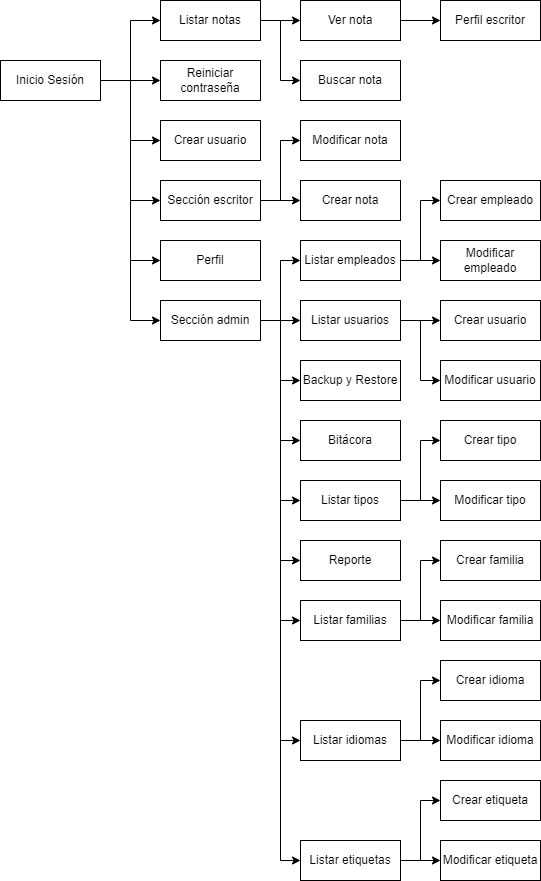 Listar notas
Ver nota
Perfil escritor
Inicio Sesión
Reiniciar
contraseña
Buscar nota
Crear usuario
Modificar nota
Sección escritor
Crear nota
Crear empleado
Perfil
Listar empleados
Modificar
empleado
Sección admin
Listar usuarios
Crear usuario
Backup y Restore
Modificar usuario
Bitácora
Crear tipo
Listar tipos
Modificar tipo
Reporte
Crear familia
Listar familias
Modificar familia
Crear idioma
Listar idiomas
Modificar idioma
Crear etiqueta
Listar etiquetas
Modificar etiqueta